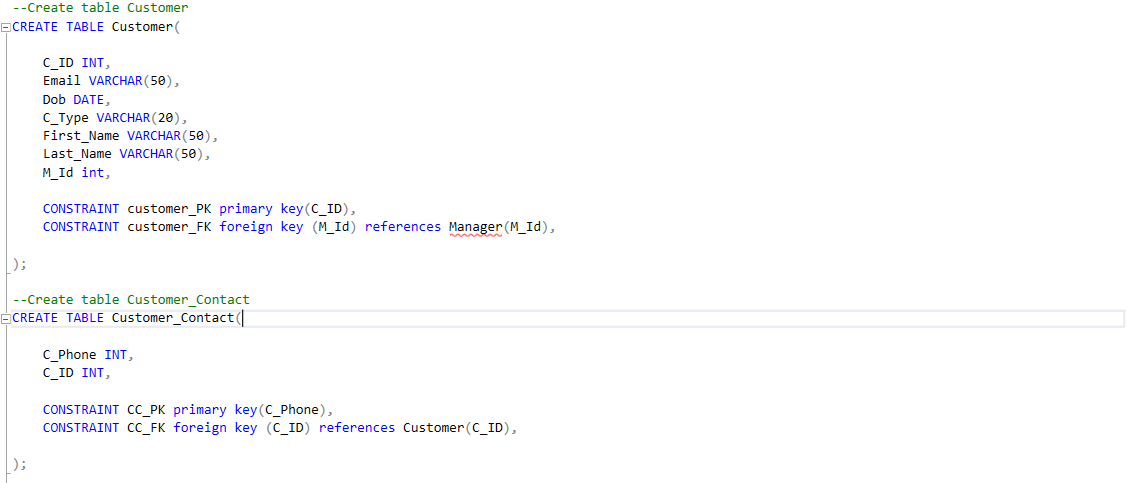 --Create table Customer
CREATE TABLE Customer(
C_ID INT,
Email VARCHAR(50),
Dob DATE,
C_Type VARCHAR(20),
First_Name VARCHAR(50),
Last_Name VARCHAR(50),
M_Id int,
CONSTRAINT customer_PK primary key(C_ID),
CONSTRAINT customer_FK foreign key (M_Id) references Manager(M_Id),
);
--Create table Customer_Contact
CREATE TABLE Customer_Contact(
C_Phone INT,
C_ID INT,
CONSTRAINT CC_PK primary key(C_Phone),
CONSTRAINT CC_FK foreign key (C_ID) references Customer(C_ID),
);